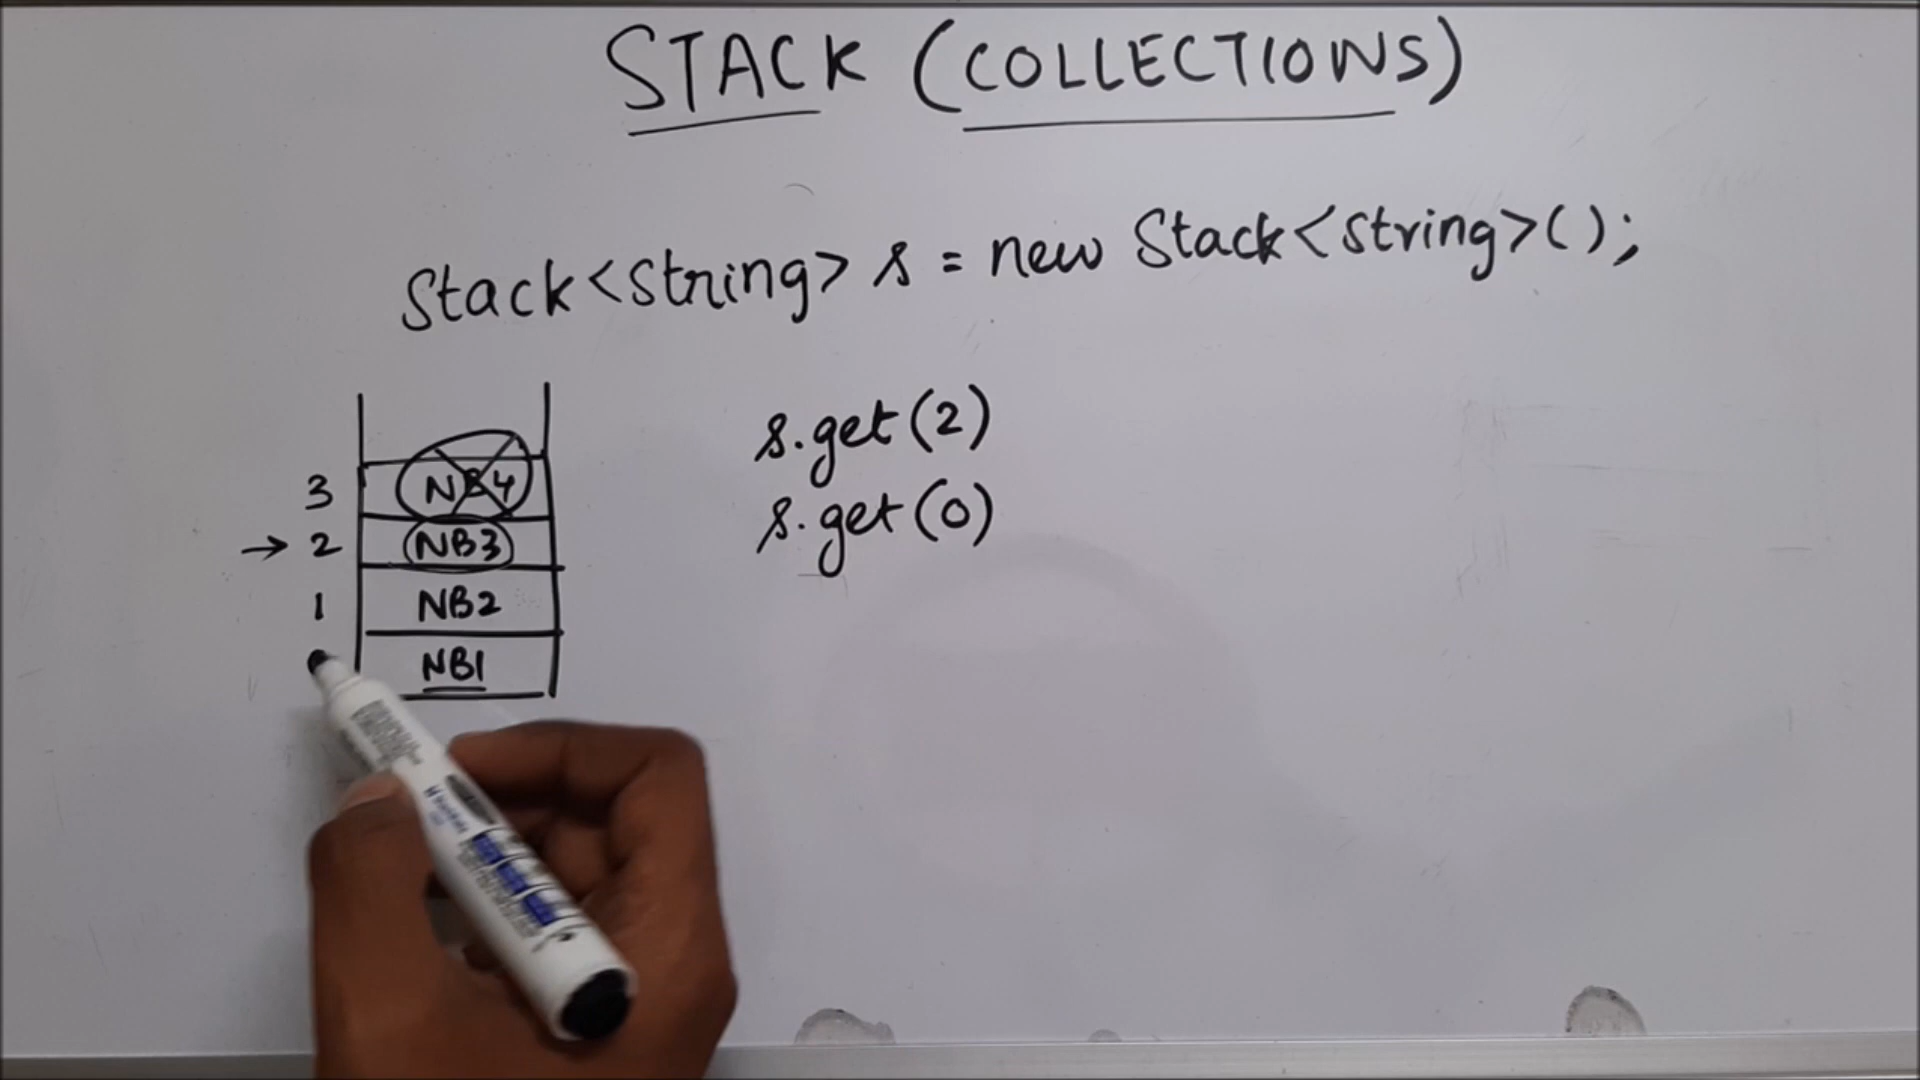 STACK (COLLECTIONS)
Stack<String> s = new Stack<String>();
s.get(2)
s.get(0)
3 NB4
→ 2 NB3
1 NB2
NB1